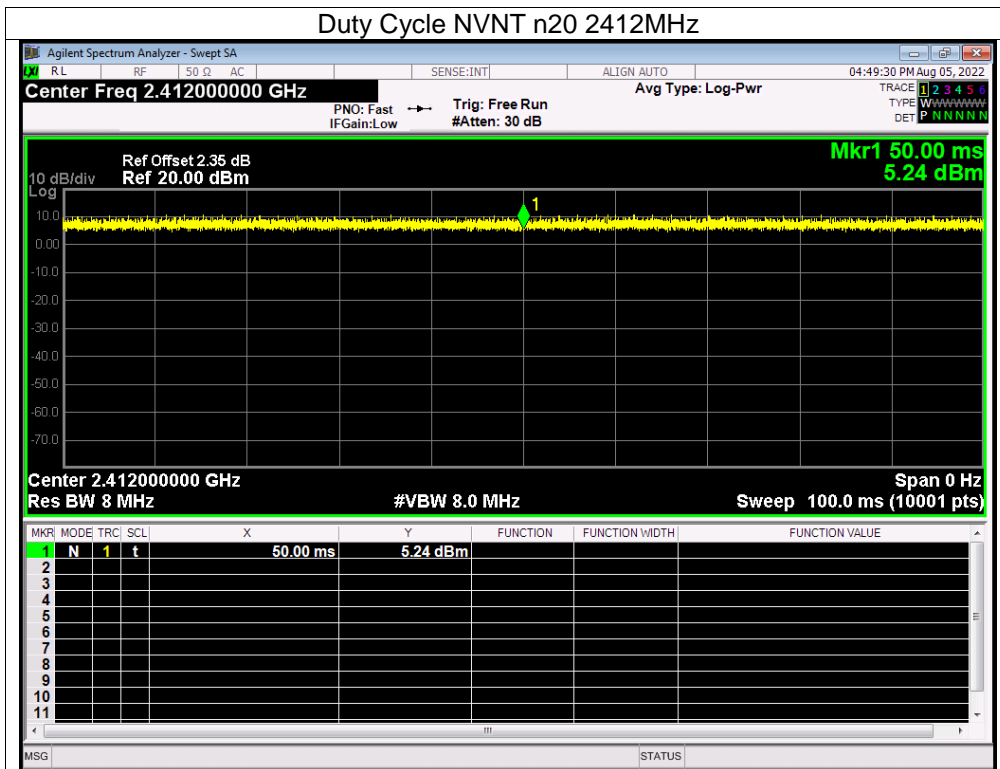 Duty Cycle NVNT n20 2412MHz
Agilent Spectrum Analyzer - Swept SA
LXI RL RF 50 Ω AC SENSE:INT ALIGN AUTO 04:49:30 PM Aug 05, 2022
Center Freq 2.412000000 GHz Avg Type: Log-Pwr TRACE 1 2 3 4 5 6
PNO: Fast Trig: Free Run TYPE WWWWWW
IFGain:Low #Atten: 30 dB DET P N N N N N
Mkr1 50.00 ms
Ref Offset 2.35 dB
10 dB/div Ref 20.00 dBm 5.24 dBm
Log
1
10.0
0.00
-10.0
-20.0
-30.0
-40.0
-50.0
-60.0
-70.0
Center 2.412000000 GHz Span 0 Hz
Res BW 8 MHz #VBW 8.0 MHz Sweep 100.0 ms (10001 pts)
MKR MODE TRC SCL X Y FUNCTION FUNCTION WIDTH FUNCTION VALUE
1 N 1 t 50.00 ms 5.24 dBm
2
3
4
5
6
7
8
9
10
11
MSG STATUS